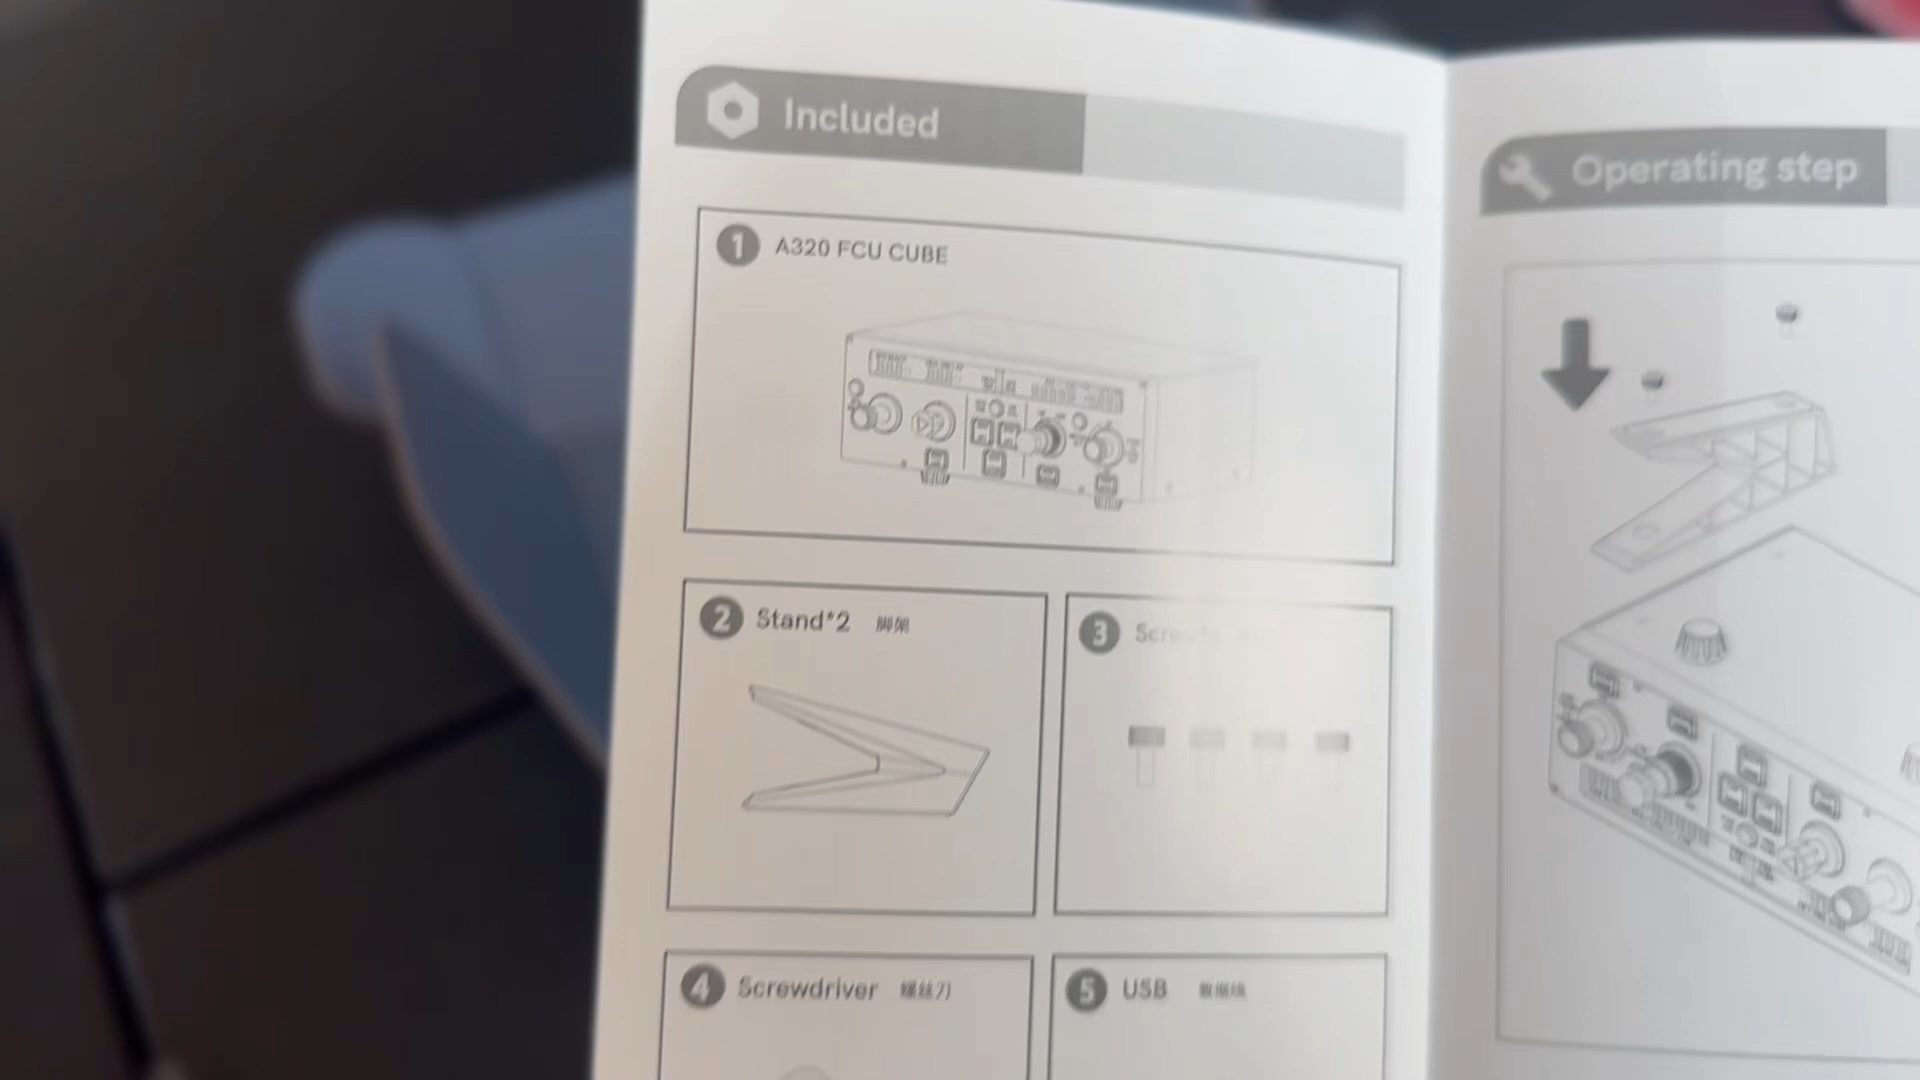 Included
1 A320 FCU CUBE
2 Stand*2 脚架
3
4 Screwdriver 螺丝刀
5 USB 数据线
Operating step